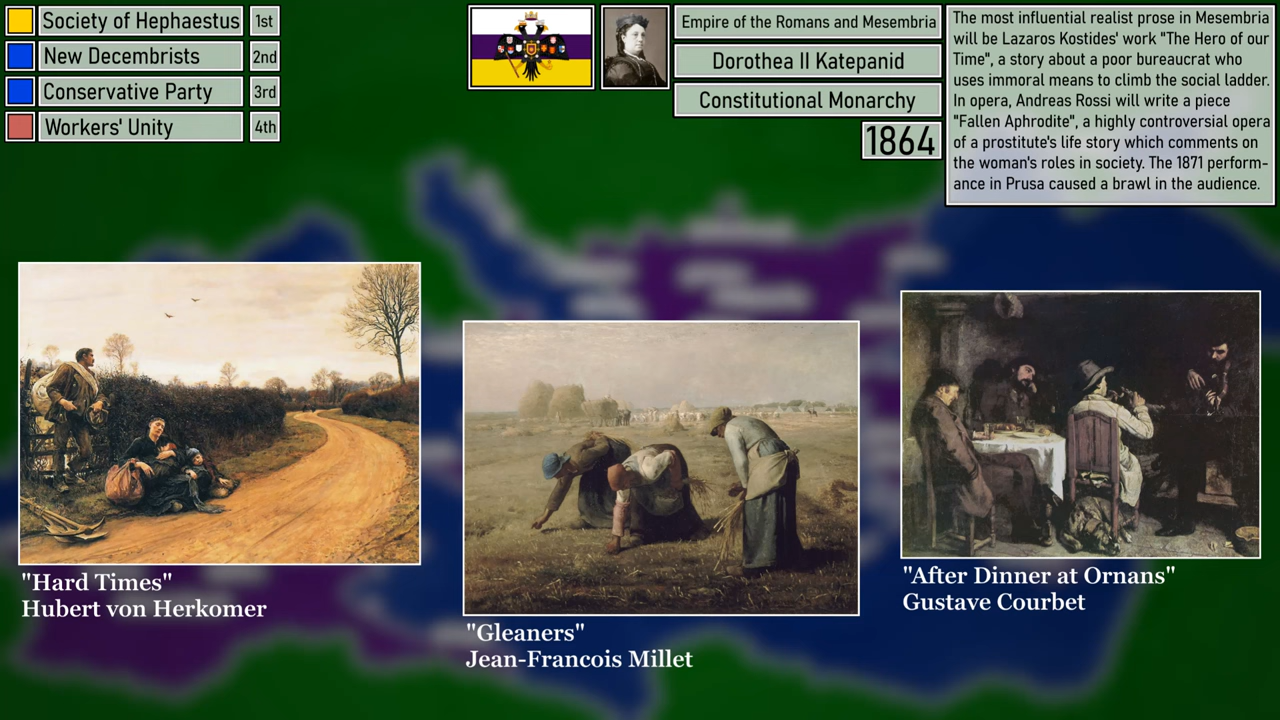 Society of Hephaestus 1st
New Decembrists 2nd
Conservative Party 3rd
Workers' Unity 4th
Empire of the Romans and Mesembria
Dorothea II Katepanid
Constitutional Monarchy
1864
The most influential realist prose in Mesembria
will be Lazaros Kostides' work "The Hero of our
Time", a story about a poor bureaucrat who
uses immoral means to climb the social ladder.
In opera, Andreas Rossi will write a piece
"Fallen Aphrodite", a highly controversial opera
of a prostitute's life story which comments on
the woman's roles in society. The 1871 perform-
ance in Prusa caused a brawl in the audience.
"Hard Times"
Hubert von Herkomer
"Gleaners"
Jean-Francois Millet
"After Dinner at Ornans"
Gustave Courbet